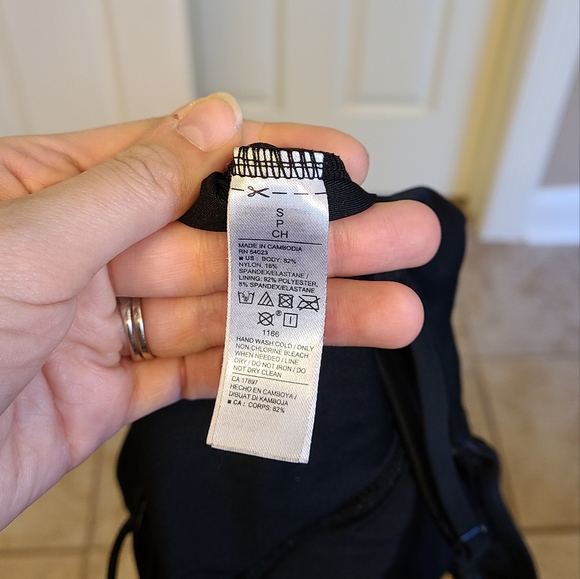 S
P
CH
MADE IN CAMBODIA
RN 54023
■ US : BODY: 82%
NYLON, 18%
SPANDEX/ELASTANE /
LINING: 92% POLYESTER,
8% SPANDEX/ELASTANE
®
1166
HAND WASH COLD / ONLY
NON-CHLORINE BLEACH
WHEN NEEDED / LINE
DRY / DO NOT IRON / DO
NOT DRY CLEAN
CA 17897
HECHO EN CAMBOYA /
DIBUAT DI KAMBOJA
■ CA : CORPS: 82%